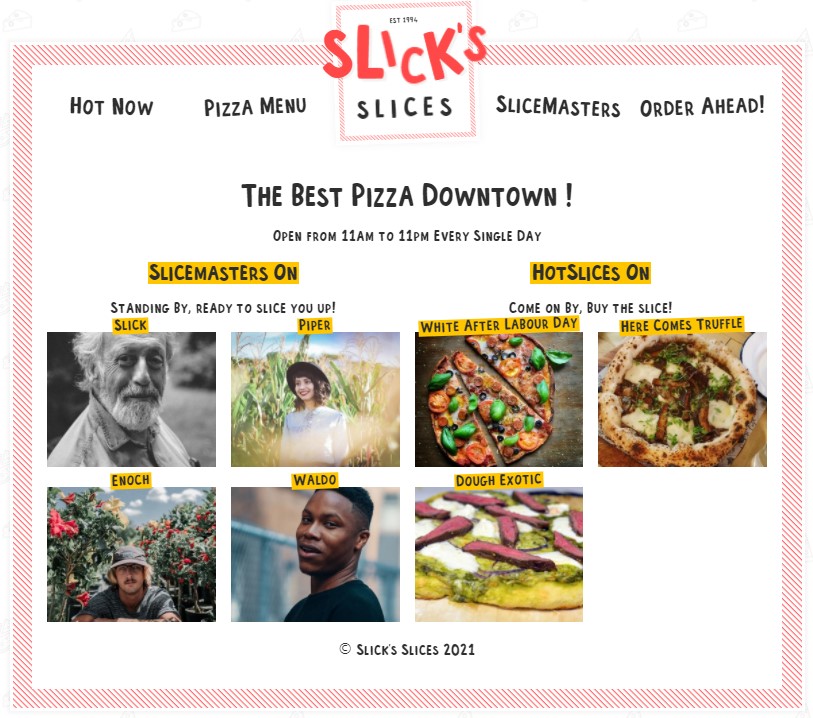 EST 1994
SLICK'S
SLICES
Hot Now
Pizza Menu
SliceMasters
Order Ahead!
The Best Pizza Downtown !
Open from 11am to 11pm Every Single Day
Slicemasters On
Standing By, ready to slice you up!
Slick
Piper
Enoch
Waldo
HotSlices On
Come on By, Buy the slice!
White After Labour Day
Here Comes Truffle
Dough Exotic
© Slick's Slices 2021